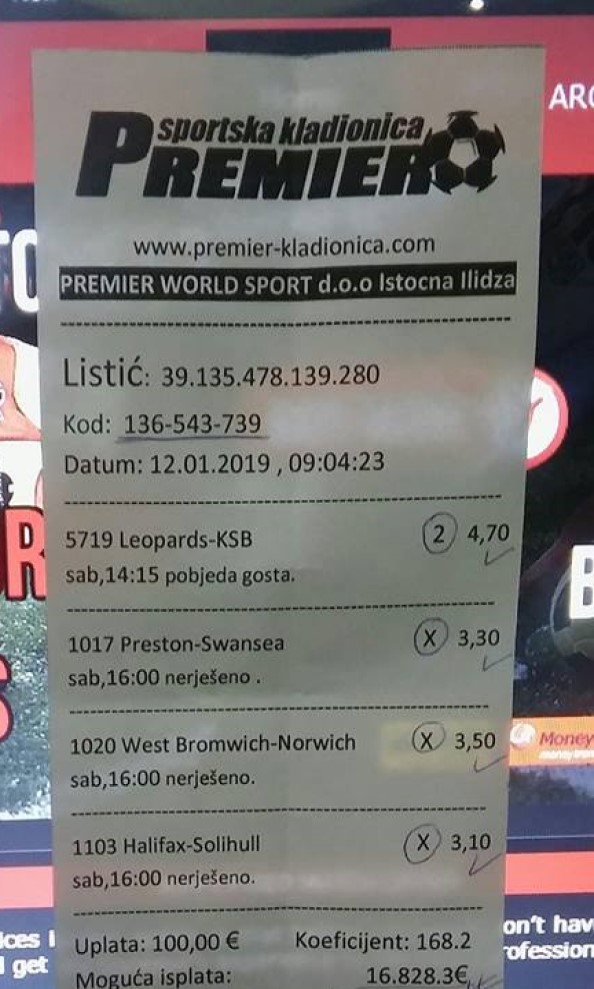 ARC
sportska kladionica
PREMIER
www.premier-kladionica.com
PREMIER WORLD SPORT d.o.o Istocna Ilidza
Listić: 39.135.478.139.280
Kod: 136-543-739
Datum: 12.01.2019 , 09:04:23
5719 Leopards-KSB 2 4,70
sab,14:15 pobjeda gosta.
1017 Preston-Swansea X 3,30
sab,16:00 nerješeno .
1020 West Bromwich-Norwich X 3,50
sab,16:00 nerješeno.
Money
1103 Halifax-Solihull X 3,10
sab,16:00 nerješeno.
Uplata: 100,00 € Koeficijent: 168.2
Moguća isplata: 16.828.3€
ices
get
on't hav
rofession